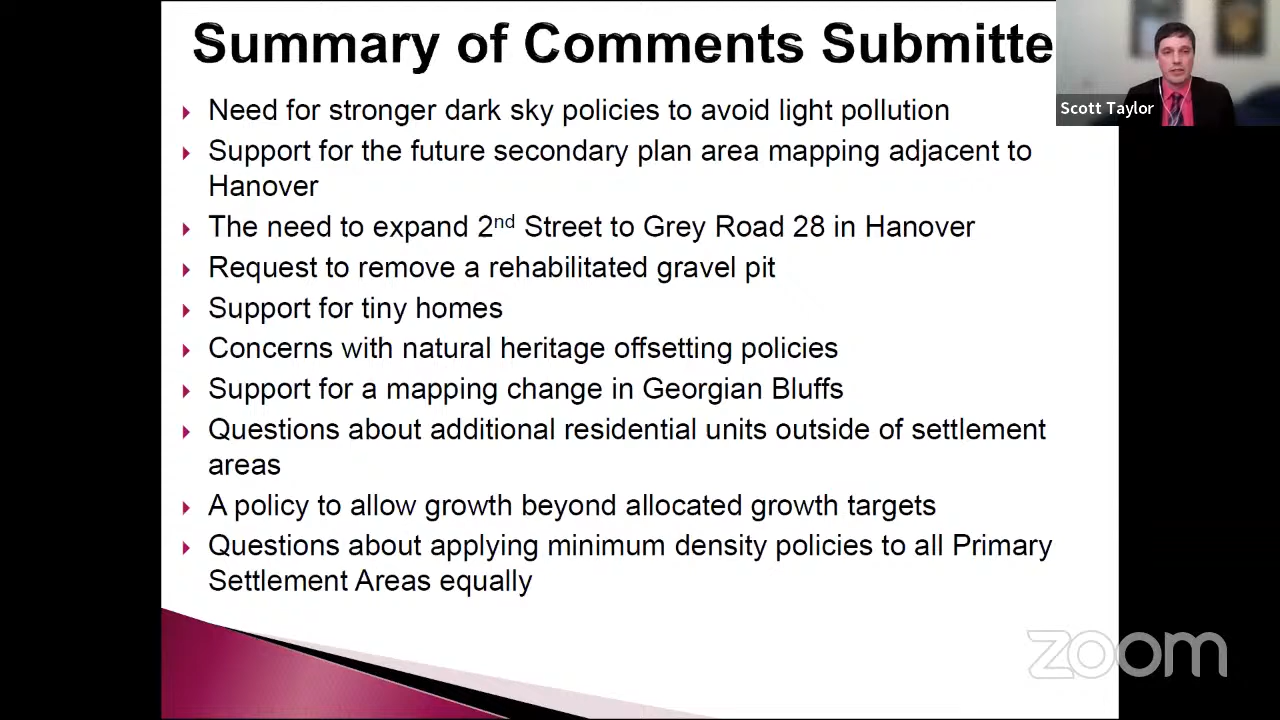 Summary of Comments Submitte
Scott Taylor
Need for stronger dark sky policies to avoid light pollution
Support for the future secondary plan area mapping adjacent to
Hanover
The need to expand 2nd Street to Grey Road 28 in Hanover
Request to remove a rehabilitated gravel pit
Support for tiny homes
Concerns with natural heritage offsetting policies
Support for a mapping change in Georgian Bluffs
Questions about additional residential units outside of settlement
areas
A policy to allow growth beyond allocated growth targets
Questions about applying minimum density policies to all Primary
Settlement Areas equally
zoom